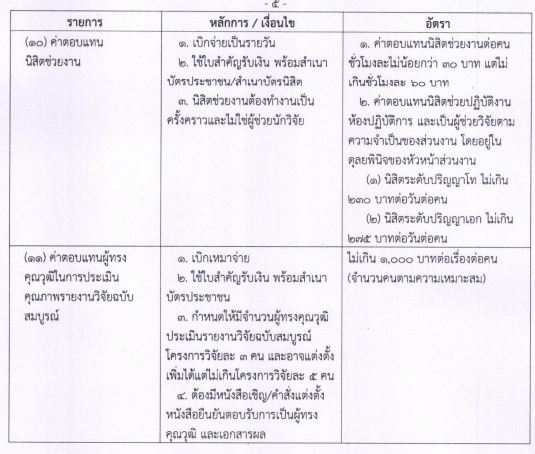 - ๕ -
รายการ
หลักการ / เงื่อนไข
อัตรา
(๑๐) ค่าตอบแทน
นิสิตช่วยงาน
๑. เบิกจ่ายเป็นรายวัน
๒. ใช้ใบสำคัญรับเงิน พร้อมสำเนา
บัตรประชาชน/สำเนาบัตรนิสิต
๓. นิสิตช่วยงานต้องทำงานเป็น
ครั้งคราวและไม่ใช่ผู้ช่วยนักวิจัย
๑. ค่าตอบแทนนิสิตช่วยงานต่อคน
ชั่วโมงละไม่น้อยกว่า ๓๐ บาท แต่ไม่
เกินชั่วโมงละ ๖๐ บาท
๒. ค่าตอบแทนนิสิตช่วยปฏิบัติงาน
ห้องปฏิบัติการ และเป็นผู้ช่วยวิจัยตาม
ความจำเป็นของส่วนงาน โดยอยู่ใน
ดุลยพินิจของหัวหน้าส่วนงาน
(๑) นิสิตระดับปริญญาโท ไม่เกิน
๒๓๐ บาทต่อวันต่อคน
(๒) นิสิตระดับปริญญาเอก ไม่เกิน
๒๗๕ บาทต่อวันต่อคน
(๑๑) ค่าตอบแทนผู้ทรง
คุณวุฒิในการประเมิน
คุณภาพรายงานวิจัยฉบับ
สมบูรณ์
๑. เบิกเหมาจ่าย
๒. ใช้ใบสำคัญรับเงิน พร้อมสำเนา
บัตรประชาชน
๓. กำหนดให้มีจำนวนผู้ทรงคุณวุฒิ
ประเมินรายงานวิจัยฉบับสมบูรณ์
โครงการวิจัยละ ๓ คน และอาจแต่งตั้ง
เพิ่มได้แต่ไม่เกินโครงการวิจัยละ ๕ คน
๔. ต้องมีหนังสือเชิญ/คำสั่งแต่งตั้ง
หนังสือยืนยันตอบรับการเป็นผู้ทรง
คุณวุฒิ และเอกสารผล
ไม่เกิน ๑,๐๐๐ บาทต่อเรื่องต่อคน
(จำนวนคนตามความเหมาะสม)